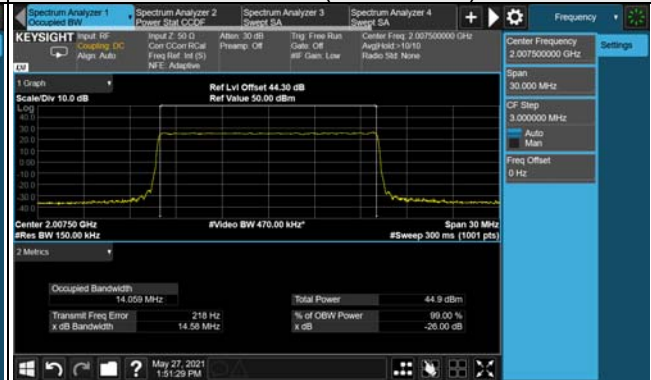 Spectrum Analyzer 1
Occupied BW
Spectrum Analyzer 2
Power Stat CCDF
Spectrum Analyzer 3
Swept SA
Spectrum Analyzer 4
Swept SA
Frequency
KEYSIGHT
Input: RF
Coupling: DC
Align: Auto
Input Z: 50 Ω
Corr CCorr RCal
Freq Ref: Int (S)
NFE: Adaptive
Atten: 30 dB
Preamp: Off
Trig: Free Run
Gate: Off
#IF Gain: Low
Center Freq: 2.007500000 GHz
Avg|Hold:>10/10
Radio Std: None
Center Frequency
2.007500000 GHz
Settings
Span
30.000 MHz
CF Step
3.000000 MHz
Auto
Man
Freq Offset
0 Hz
1 Graph
Scale/Div 10.0 dB
Ref Lvl Offset 44.30 dB
Ref Value 50.00 dBm
Log
40.0
30.0
20.0
10.0
0.00
-10.0
-20.0
-30.0
-40.0
Center 2.00750 GHz
#Res BW 150.00 kHz
#Video BW 470.00 kHz*
Span 30 MHz
#Sweep 300 ms (1001 pts)
2 Metrics
Occupied Bandwidth
14.059 MHz
Total Power 44.9 dBm
Transmit Freq Error 218 Hz
% of OBW Power 99.00 %
x dB Bandwidth 14.56 MHz
x dB -26.00 dB
May 27, 2021
1:51:29 PM